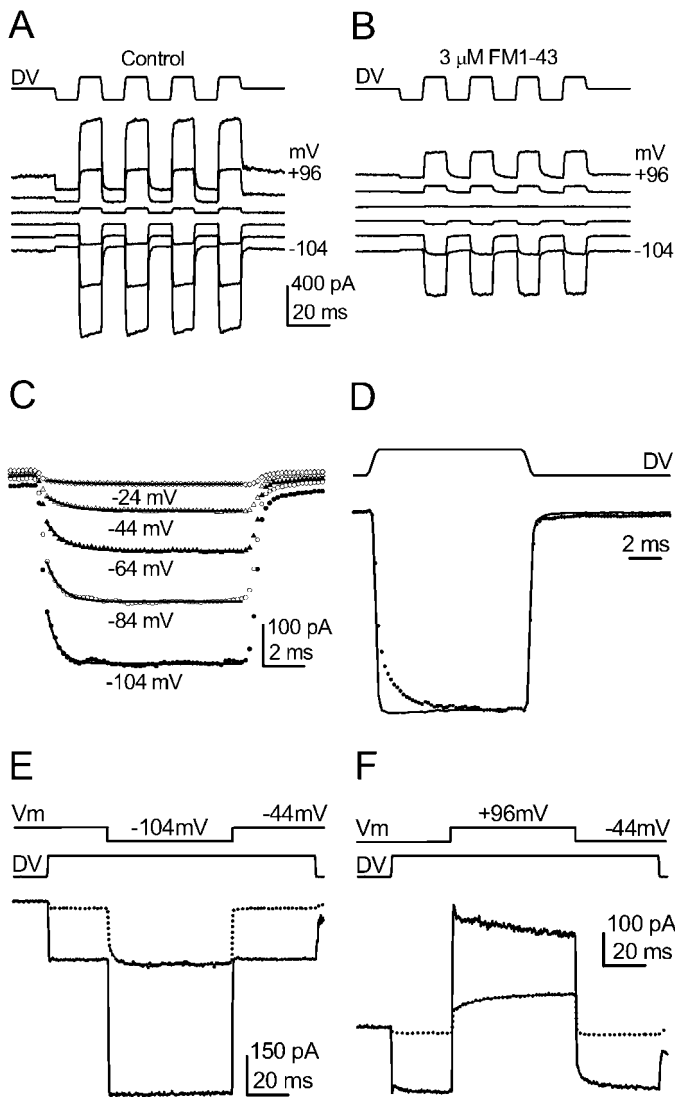 A
Control
DV
mV
+96
-104
400 pA
20 ms
B
3 μM FM1-43
DV
mV
+96
-104
C
-24 mV
-44 mV
-64 mV
-84 mV
-104 mV
100 pA
2 ms
D
DV
2 ms
E
Vm
-104mV
-44mV
DV
150 pA
20 ms
F
Vm
+96mV
-44mV
DV
100 pA
20 ms